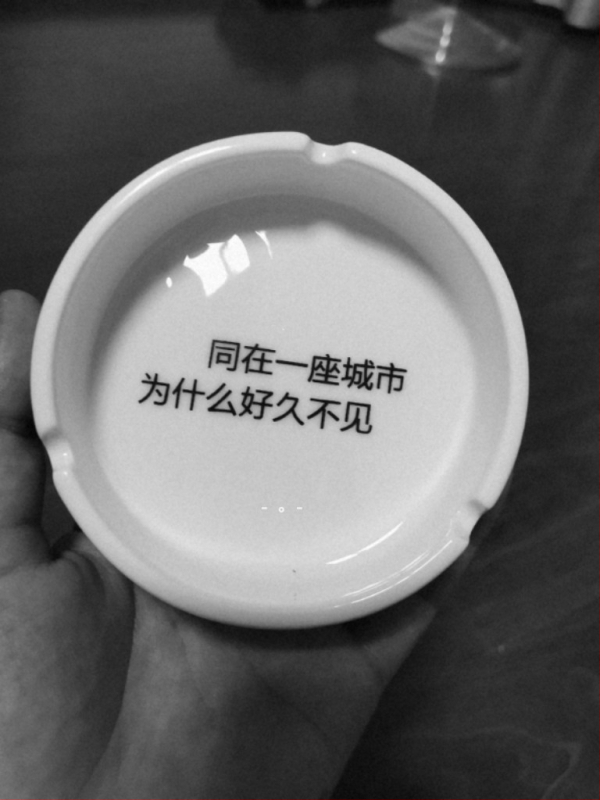 同在一座城市
为什么好久不见
- o -